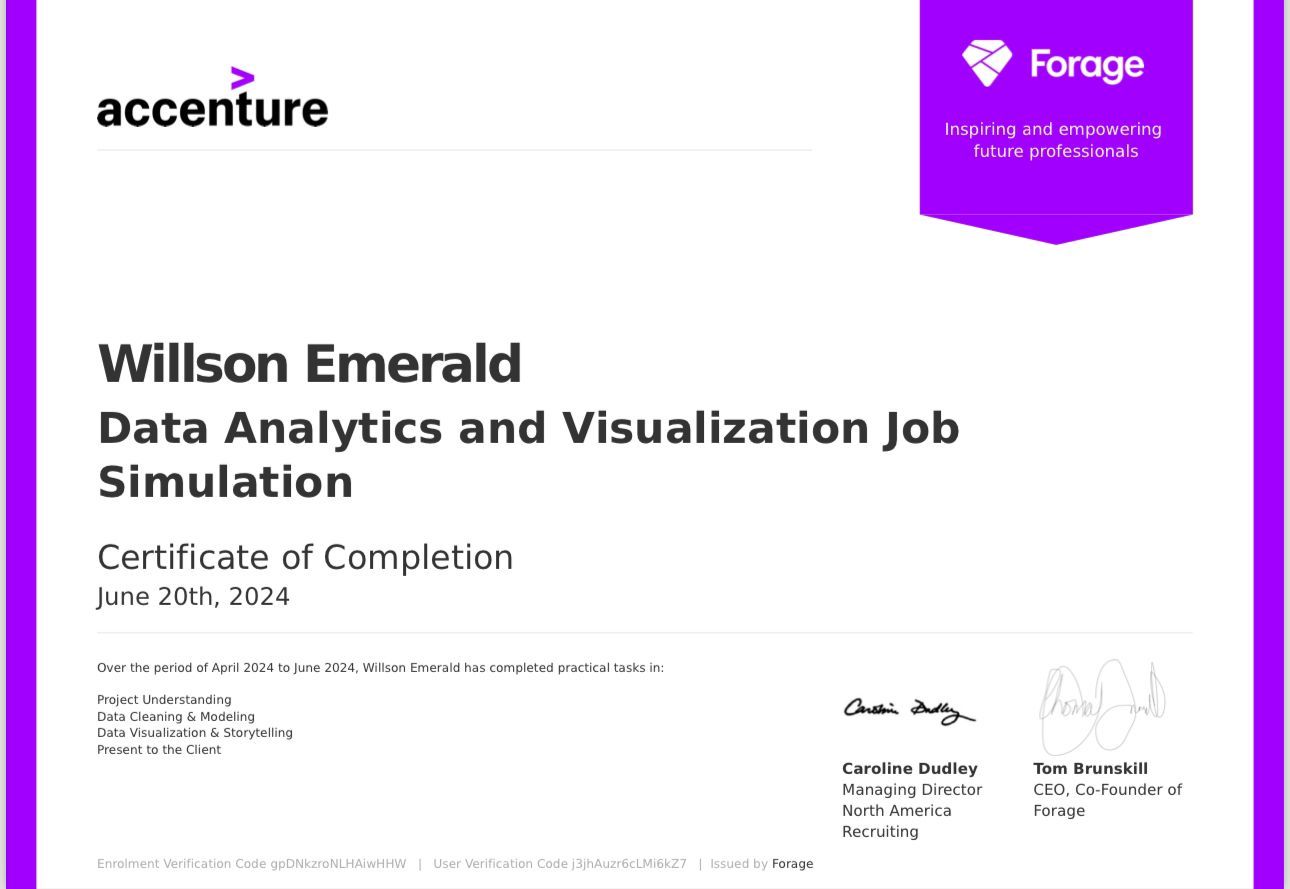 accenture
Forage
Inspiring and empowering
future professionals
Willson Emerald
Data Analytics and Visualization Job
Simulation
Certificate of Completion
June 20th, 2024
Over the period of April 2024 to June 2024, Willson Emerald has completed practical tasks in:
Project Understanding
Data Cleaning & Modeling
Data Visualization & Storytelling
Present to the Client
Caroline Dudley
Caroline Dudley
Managing Director
North America
Recruiting
Tom Brunskill
CEO, Co-Founder of
Forage
Enrolment Verification Code gpDNkzroNLHAiwHHW | User Verification Code j3jhAuzr6cLMi6kZ7 | Issued by Forage